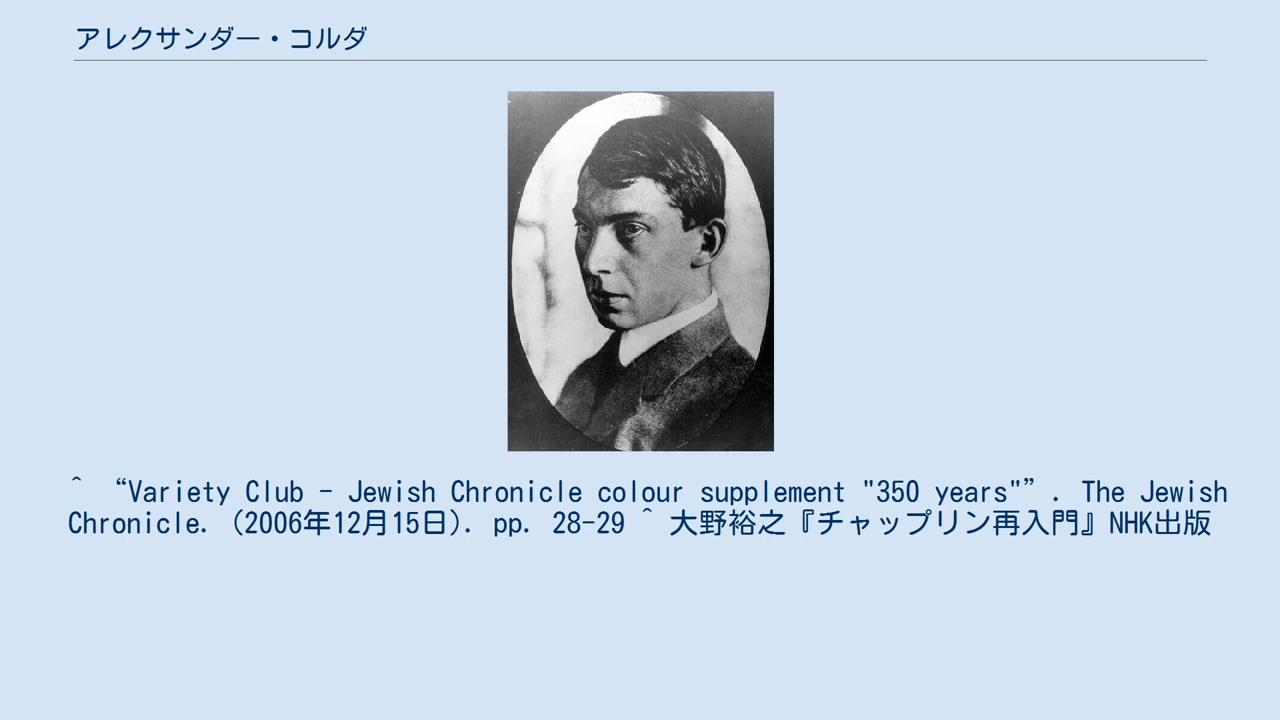 アレクサンダー・コルダ
^ “Variety Club - Jewish Chronicle colour supplement "350 years"” . The Jewish
Chronicle. (2006年12月15日). pp. 28-29 ^ 大野裕之『チャップリン再入門』NHK出版